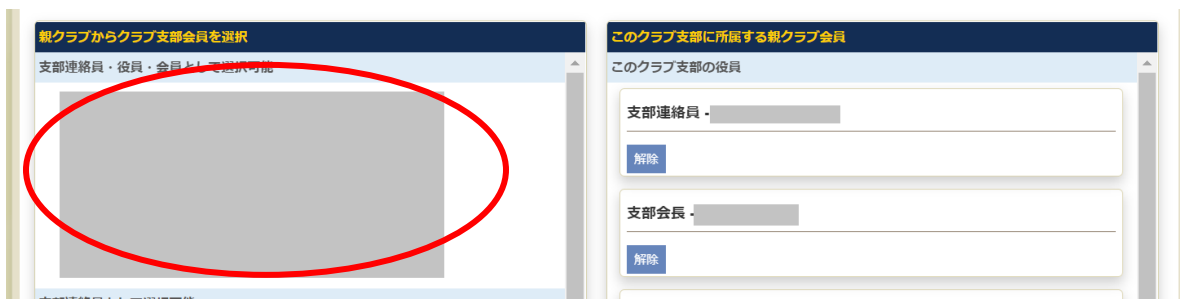 親クラブからクラブ支部会員を選択
支部連絡員・役員・会員として選択可能
このクラブ支部に所属する親クラブ会員
このクラブ支部の役員
支部連絡員 -
解除
支部会長 -
解除